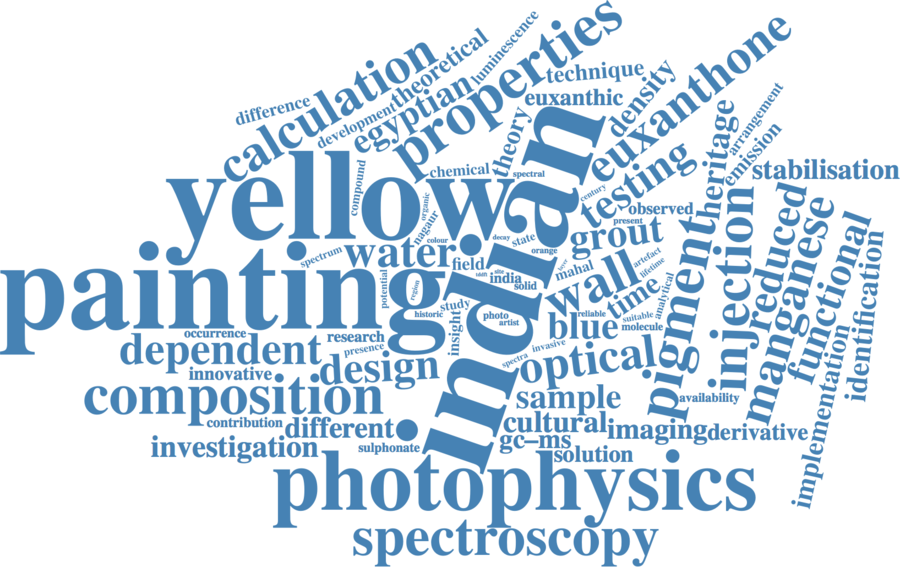 difference
calculation
development
theoretical
egyptian
luminescence
properties
technique
euxanthic
density
euxanthone
theory
chemical
spectral
compound
yellow
organic
nagaur
colour
decay
state
orange
indian
century
testing
present
observed
heritage
arrangement
emission
stabilisation
spectrum
water
field
india
solid
site
grout
mahal
artefact
lifetime
wall
time
painting
potential
region
historic
study
insight
photo
artist
reliable
blue
suitable
molecule
analytical
pigment
injection
reduced
manganese
functional
identification
implementation
occurrence
dependent
research
presence
innovative
design
spectra
invasive
optical
composition
sample
availability
contribution
different
cultural
imaging
derivative
investigation
sulphonate
gc–ms
solution
photophysics
spectroscopy